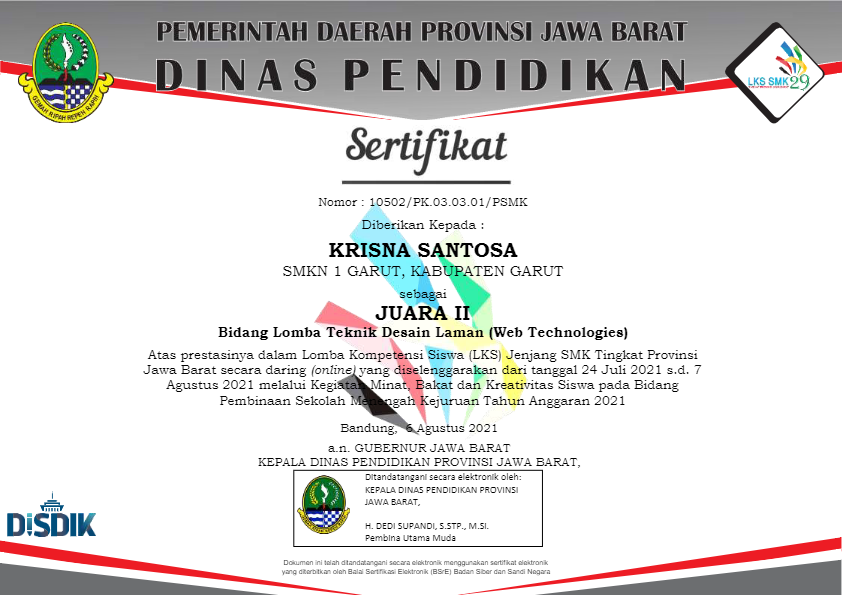 PEMERINTAH DAERAH PROVINSI JAWA BARAT
DINAS PENDIDIKAN
GEMAH RIPAH REPEH RAPIH
LKS SMK 29
Sertifikat
Nomor : 10502/PK.03.03.01/PSMK
Diberikan Kepada :
KRISNA SANTOSA
SMKN 1 GARUT, KABUPATEN GARUT
sebagai
JUARA II
Bidang Lomba Teknik Desain Laman (Web Technologies)
Atas prestasinya dalam Lomba Kompetensi Siswa (LKS) Jenjang SMK Tingkat Provinsi
Jawa Barat secara daring (online) yang diselenggarakan dari tanggal 24 Juli 2021 s.d. 7
Agustus 2021 melalui Kegiatan Minat, Bakat dan Kreativitas Siswa pada Bidang
Pembinaan Sekolah Menengah Kejuruan Tahun Anggaran 2021
Bandung, 6 Agustus 2021
a.n. GUBERNUR JAWA BARAT
KEPALA DINAS PENDIDIKAN PROVINSI JAWA BARAT,
Ditandatangani secara elektronik oleh:
KEPALA DINAS PENDIDIKAN PROVINSI
JAWA BARAT,
H. DEDI SUPANDI, S.STP., M.SI.
Pembina Utama Muda
DISDIK
Dokumen ini telah ditandatangani secara elektronik menggunakan sertifikat elektronik
yang diterbitkan oleh Balai Sertifikasi Elektronik (BSrE) Badan Siber dan Sandi Negara